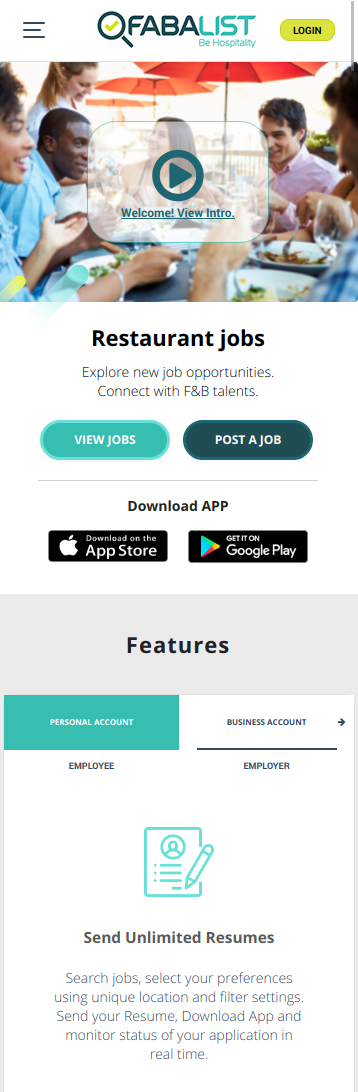 FABALIST
Be Hospitality
LOGIN
Welcome! View Intro.
Restaurant jobs
Explore new job opportunities.
Connect with F&B talents.
VIEW JOBS
POST A JOB
Download APP
Download on the
App Store
GET IT ON
Google Play
Features
PERSONAL ACCOUNT
BUSINESS ACCOUNT
EMPLOYEE
EMPLOYER
Send Unlimited Resumes
Search jobs, select your preferences
using unique location and filter settings.
Send your Resume, Download App and
monitor status of your application in
real time.